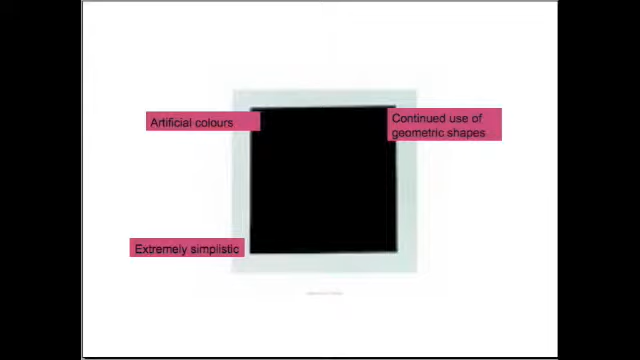 Artificial colours
Continued use of
geometric shapes
Extremely simplistic